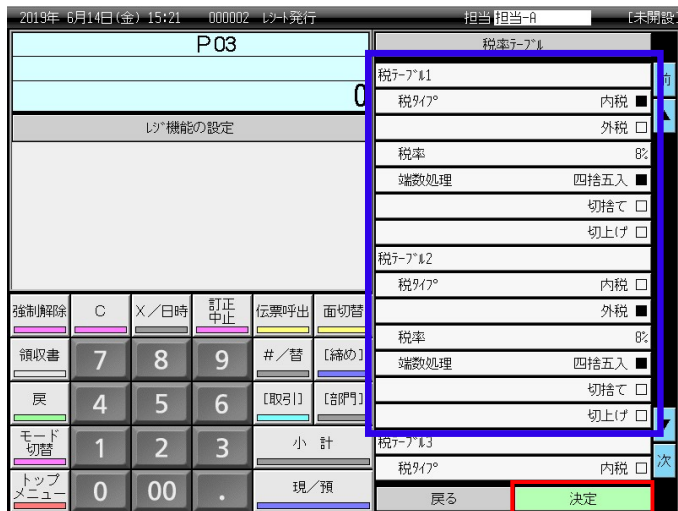 2019年 6月14日(金) 15:21 000002 ﾚｼｰﾄ発行 担当 担当-A [未開設
P03
0
ﾚｼﾞ機能の設定
強制解除 C X／日時 訂正中止 伝票呼出 面切替
領収書 7 8 9 #／替 [締め]
戻 4 5 6 [取引] [部門]
モード切替 1 2 3 小 計
トップメニュー 0 00 . 現／預
税率ﾃｰﾌﾞﾙ
税ﾃｰﾌﾞﾙ1
税ﾀｲﾌﾟ 内税 ■
外税 □
税率 8%
端数処理 四捨五入 ■
切捨て □
切上げ □
税ﾃｰﾌﾞﾙ2
税ﾀｲﾌﾟ 内税 □
外税 ■
税率 8%
端数処理 四捨五入 ■
切捨て □
切上げ □
税ﾃｰﾌﾞﾙ3
税ﾀｲﾌﾟ 内税 □
戻る 決定
前
▲
▼
次